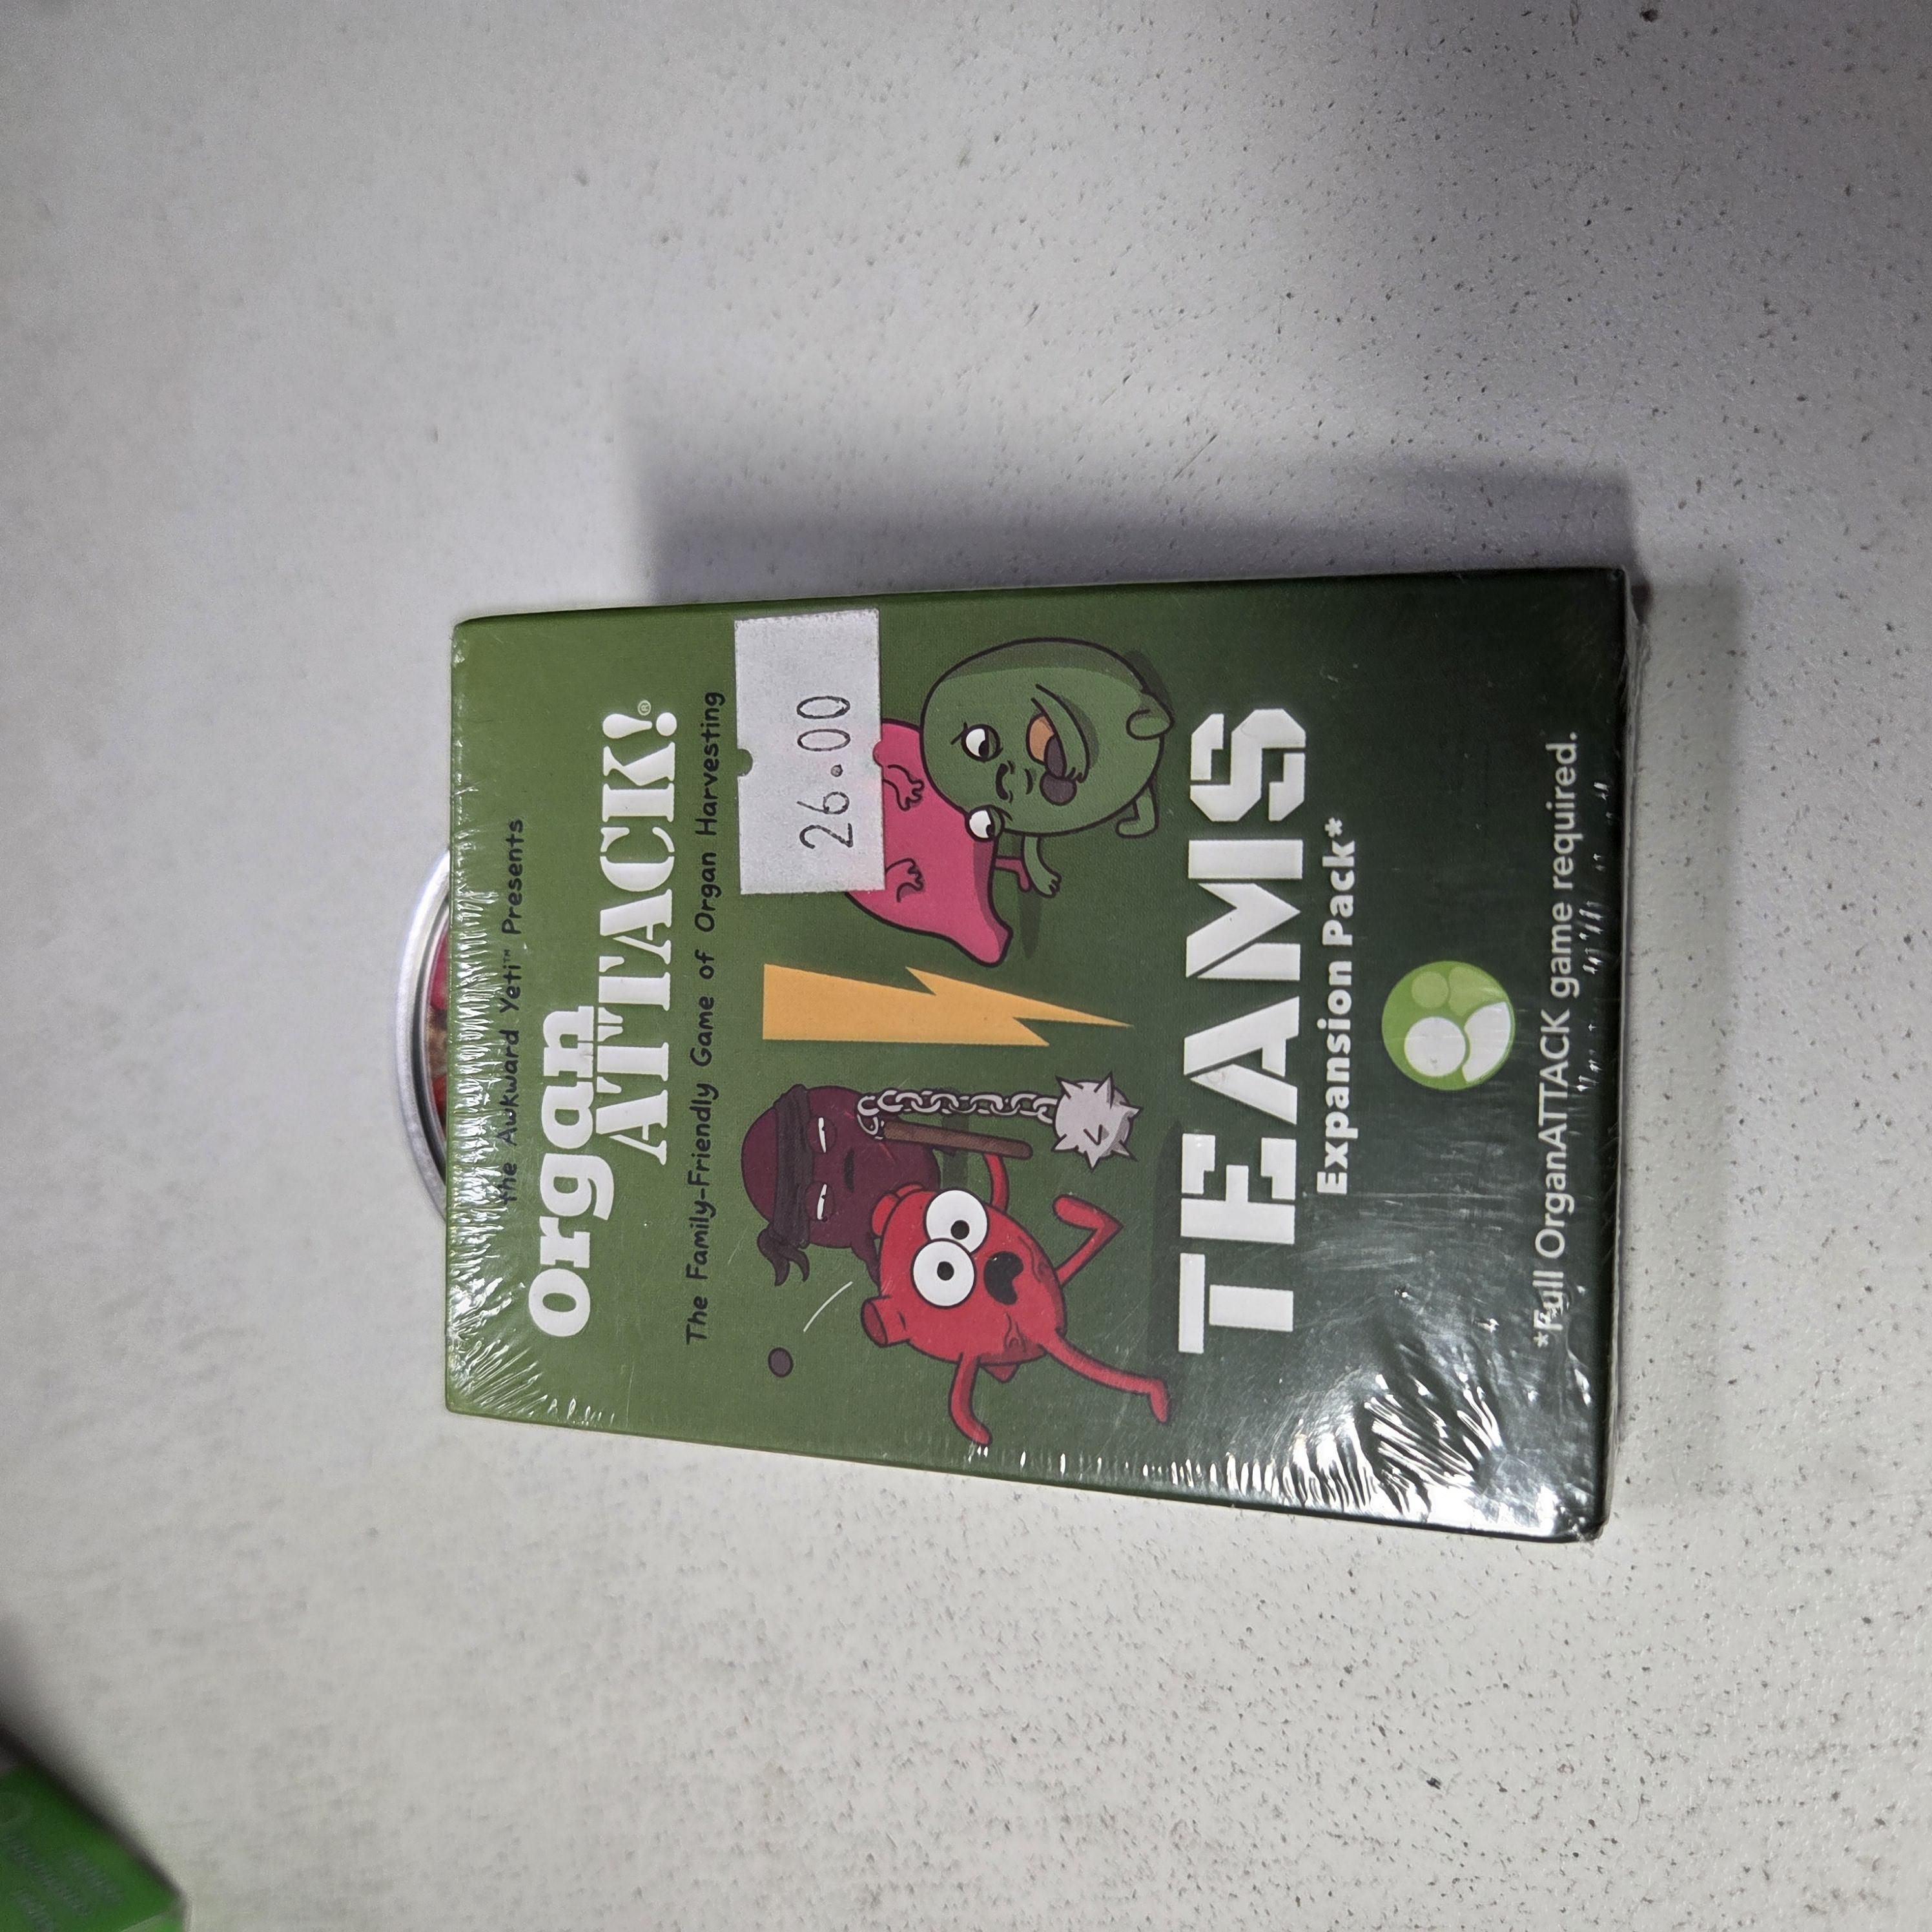 the Awkward Yeti™ Presents
organ
ATTACK!®
The Family-Friendly Game of Organ Harvesting
26.00
TEAMS
Expansion Pack*
*Full OrganATTACK game required.